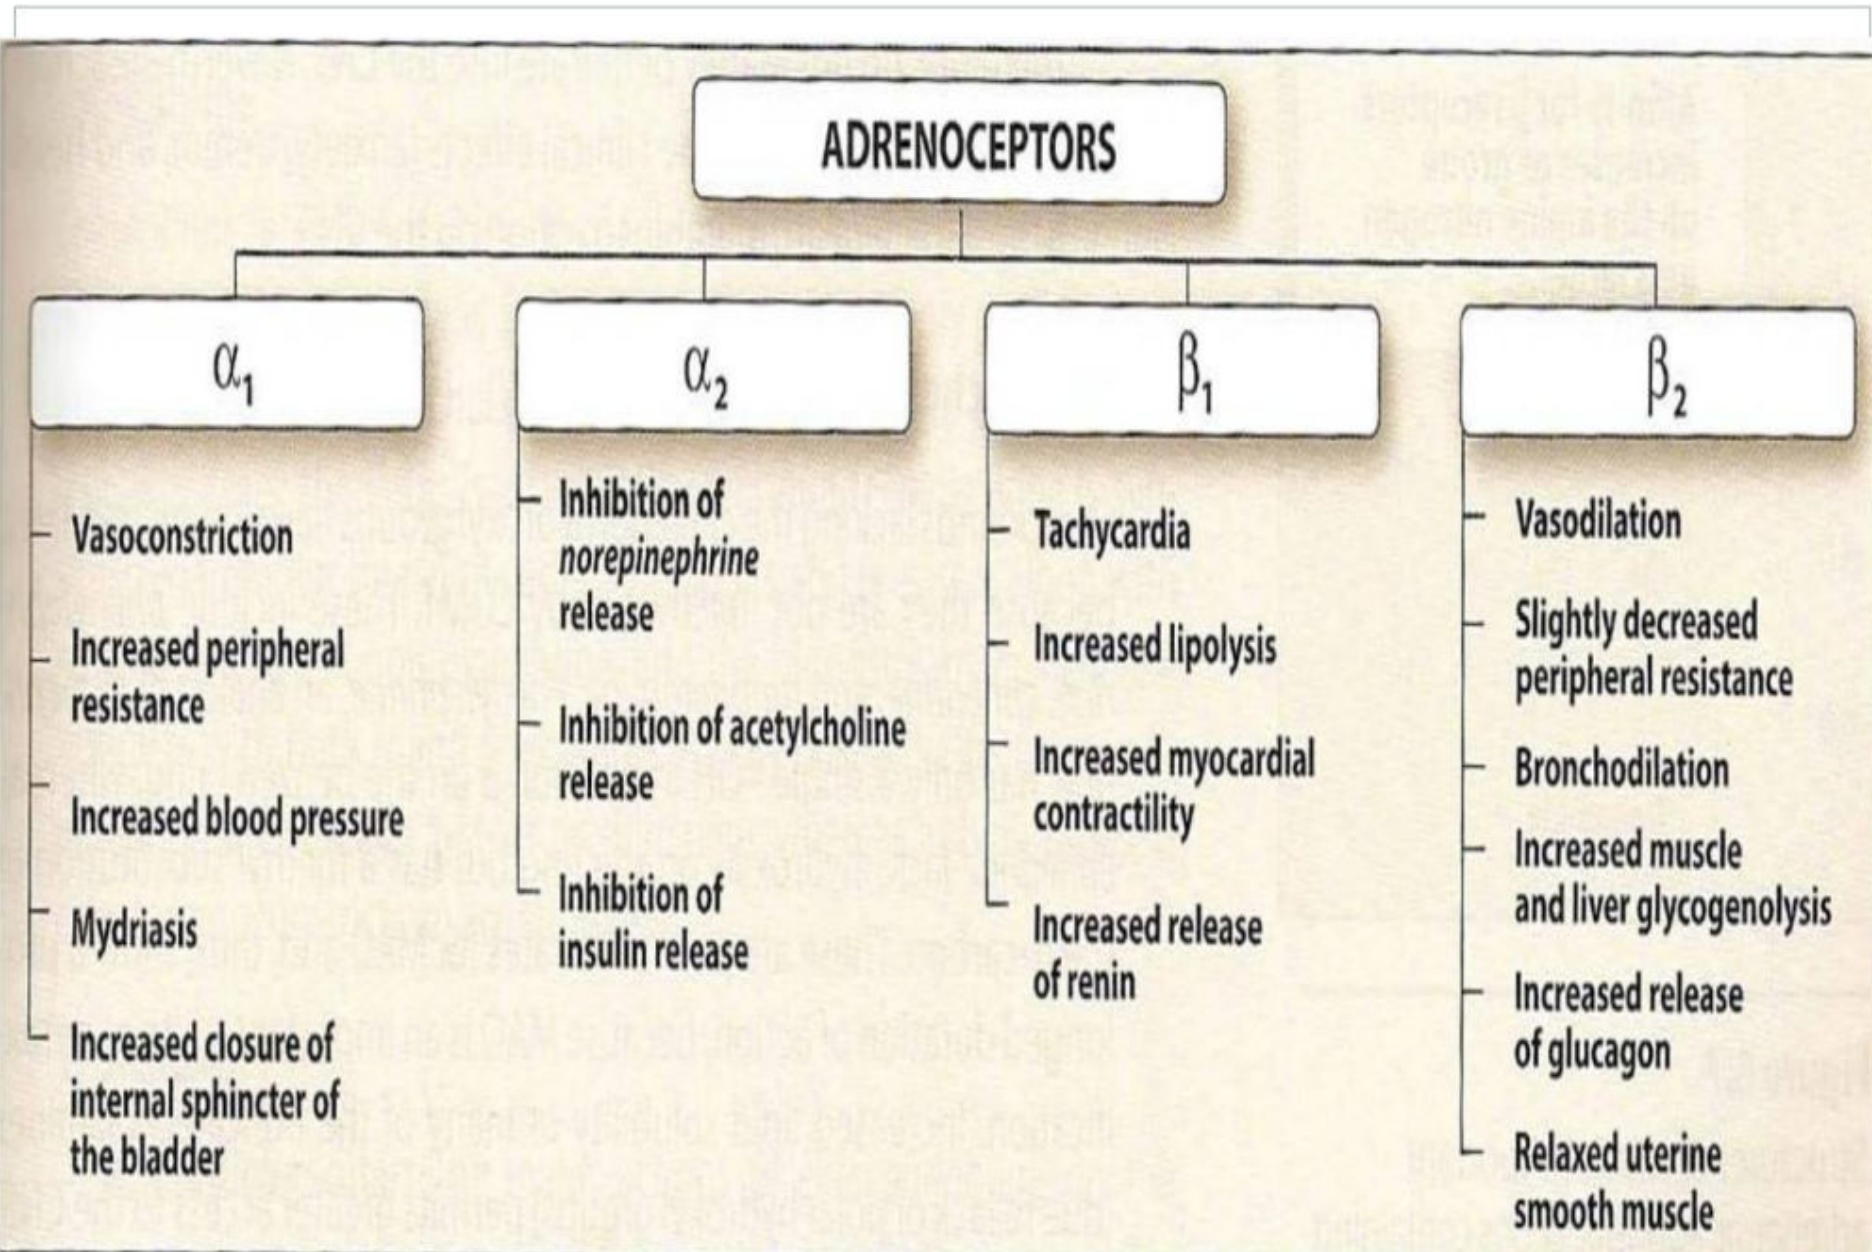 ADRENOCEPTORS
α1
Vasoconstriction
Increased peripheral
resistance
Increased blood pressure
Mydriasis
Increased closure of
internal sphincter of
the bladder
α2
Inhibition of
norepinephrine
release
Inhibition of acetylcholine
release
Inhibition of
insulin release
β1
Tachycardia
Increased lipolysis
Increased myocardial
contractility
Increased release
of renin
β2
Vasodilation
Slightly decreased
peripheral resistance
Bronchodilation
Increased muscle
and liver glycogenolysis
Increased release
of glucagon
Relaxed uterine
smooth muscle